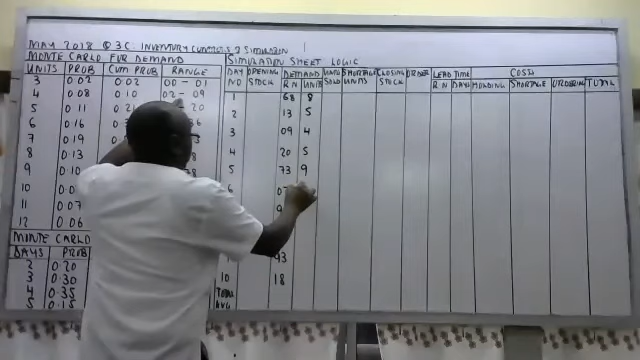 MAY 2018 Q 3C. INVENTORY CONTROLS & SIMULATION
MONTE CARLO FOR DEMAND
UNITS PROB CUM PROB RANGE
3 0.02 0.02 00 - 01
4 0.08 0.10 02 - 09
5 0.11 0.21 20
6 0.16
7 0.19
8 0.13
9 0.10
10
11 0.07
12 0.06
MONTE CARLO
DAYS PROB
2 0.20
3 0.30
4 0.35
5 0.15
SIMULATION SHEET LOGIC
DAY NO OPENING STOCK DEMAND R.N UNITS UNITS SOLD SHORTAGE UNITS CLOSING STOCK ORDER LEAD TIME R.N DAYS COSTS HOLDING SHORTAGE ORDERING TOTAL
1 68 8
2 13 5
3 09 4
4 20 5
5 73 9
6
93
10 18
TOTAL
AVG